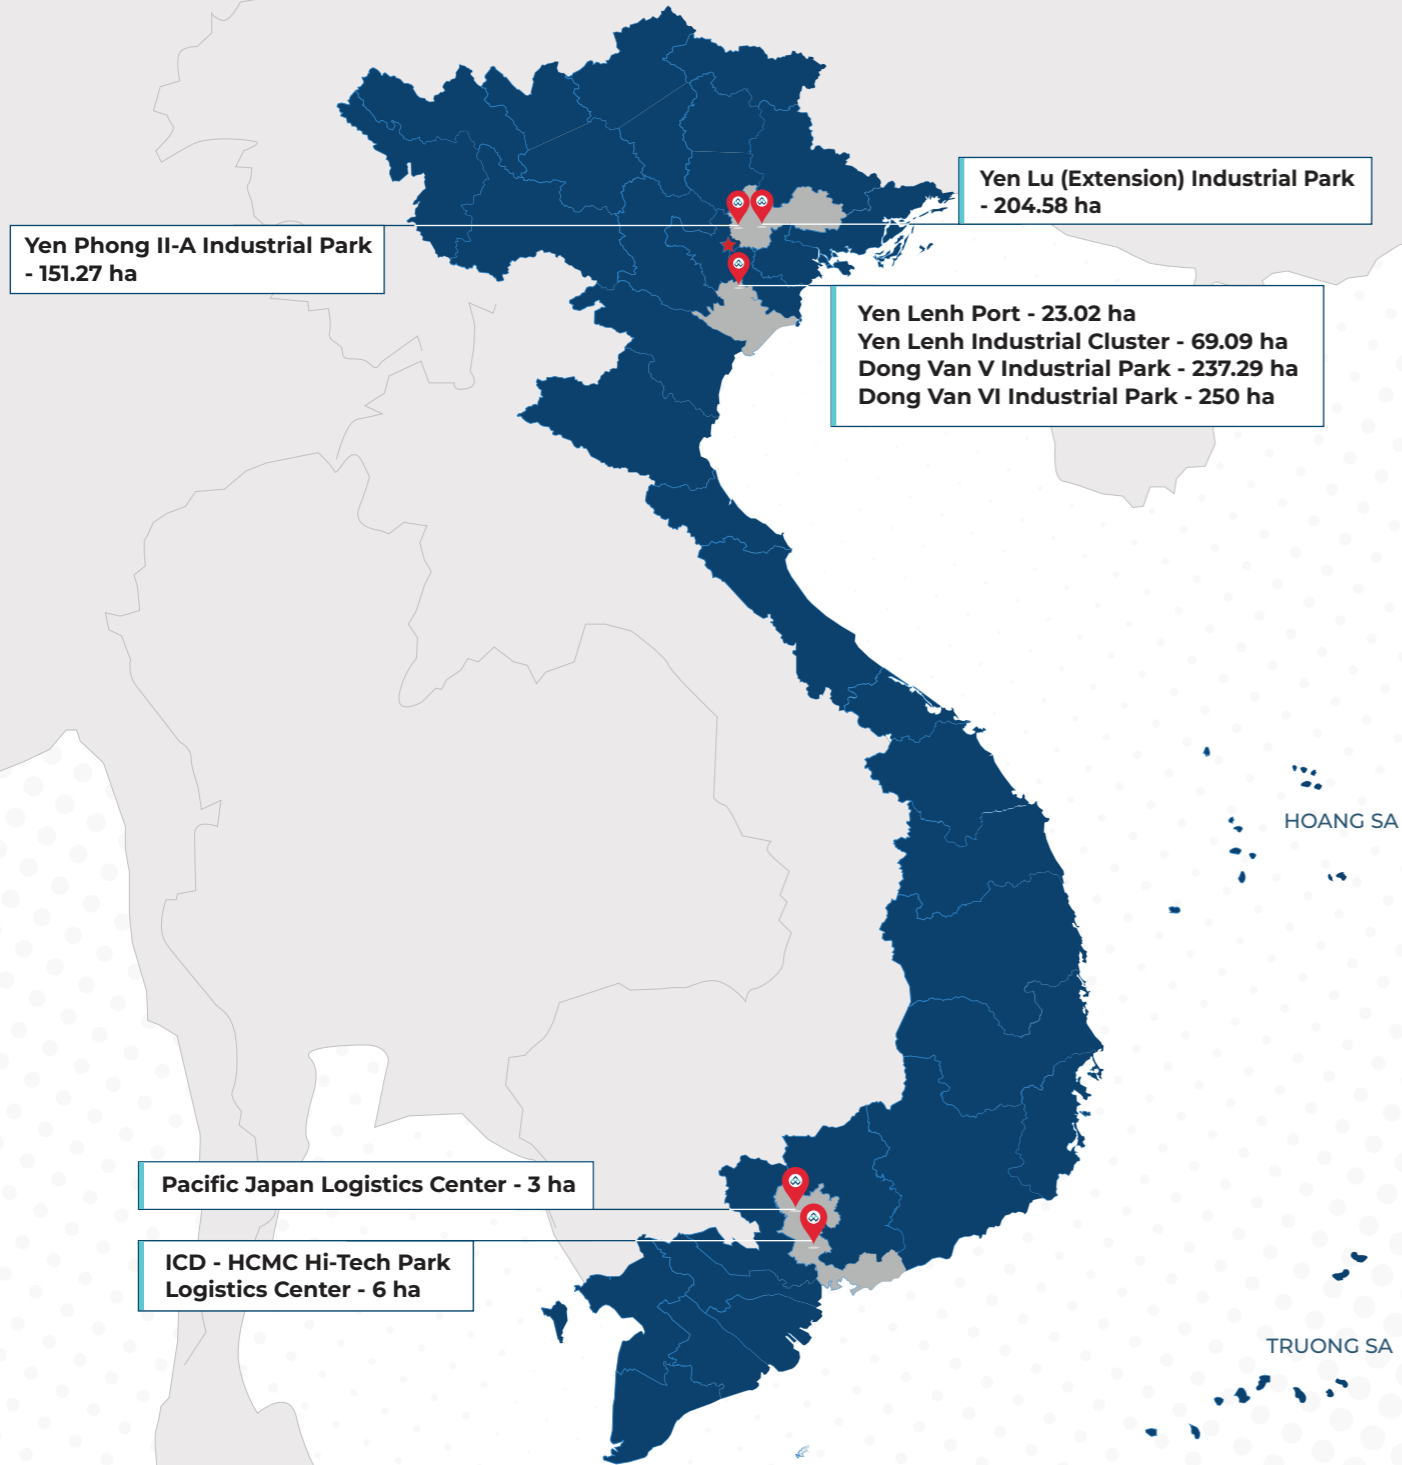 Yen Lu (Extension) Industrial Park
- 204.58 ha
Yen Phong II-A Industrial Park
- 151.27 ha
Yen Lenh Port - 23.02 ha
Yen Lenh Industrial Cluster - 69.09 ha
Dong Van V Industrial Park - 237.29 ha
Dong Van VI Industrial Park - 250 ha
HOANG SA
Pacific Japan Logistics Center - 3 ha
ICD - HCMC Hi-Tech Park
Logistics Center - 6 ha
TRUONG SA